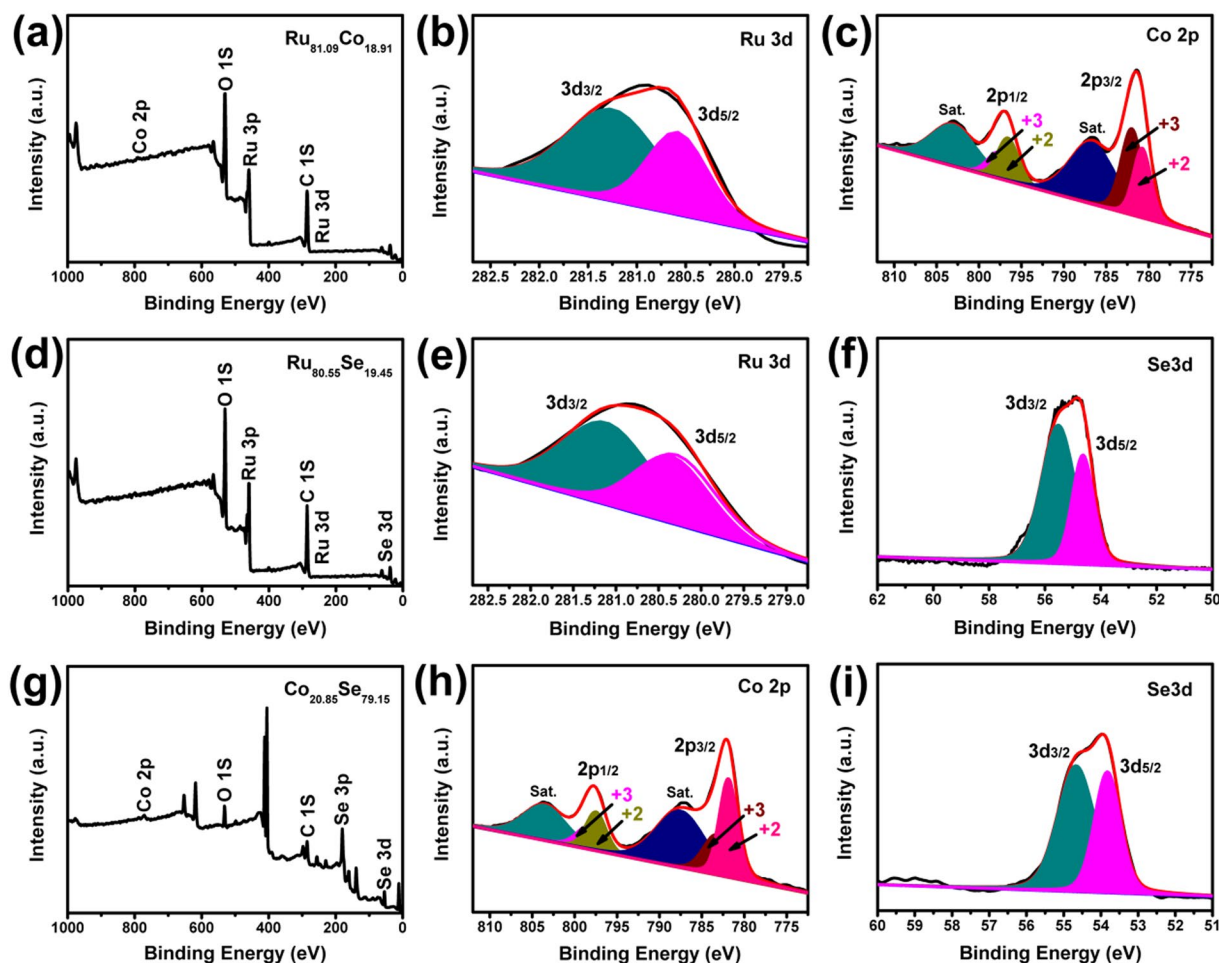 (a)
Ru81.09Co18.91
Co 2p
O 1S
Ru 3p
C 1S
Ru 3d
Intensity (a.u.)
1000 800 600 400 200 0
Binding Energy (eV)
(b)
Ru 3d
3d3/2
3d5/2
Intensity (a.u.)
282.5 282.0 281.5 281.0 280.5 280.0 279.5
Binding Energy (eV)
(c)
Co 2p
2p3/2
2p1/2
Sat.
Sat.
+3
+2
+3
+2
Intensity (a.u.)
810 805 800 795 790 785 780 775
Binding Energy (eV)
(d)
Ru80.55Se19.45
O 1S
Ru 3p
C 1S
Ru 3d
Se 3d
Intensity (a.u.)
1000 800 600 400 200 0
Binding Energy (eV)
(e)
Ru 3d
3d3/2
3d5/2
Intensity (a.u.)
282.5 282.0 281.5 281.0 280.5 280.0 279.5 279.0
Binding Energy (eV)
(f)
Se3d
3d3/2
3d5/2
Intensity (a.u.)
62 60 58 56 54 52 50
Binding Energy (eV)
(g)
Co20.85Se79.15
Co 2p
O 1S
C 1S
Se 3p
Se 3d
Intensity (a.u.)
1000 800 600 400 200 0
Binding Energy (eV)
(h)
Co 2p
2p3/2
2p1/2
Sat.
Sat.
+3
+2
+3
+2
Intensity (a.u.)
810 805 800 795 790 785 780 775
Binding Energy (eV)
(i)
Se3d
3d3/2
3d5/2
Intensity (a.u.)
60 59 58 57 56 55 54 53 52 51
Binding Energy (eV)